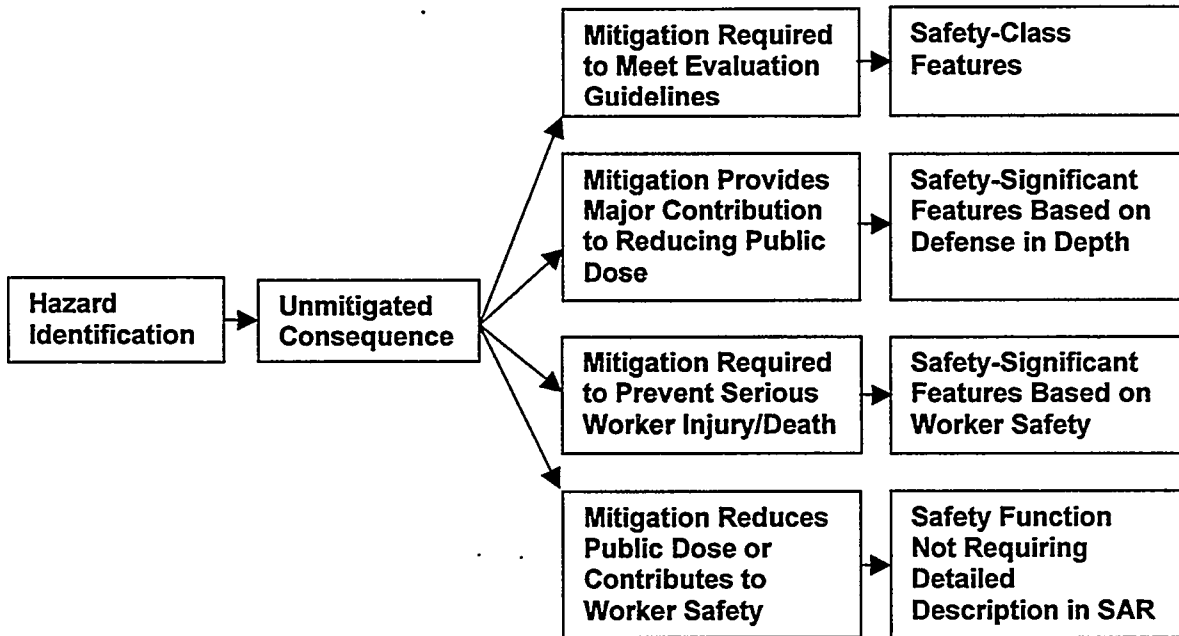 Hazard
Identification
Unmitigated
Consequence
Mitigation Required
to Meet Evaluation
Guidelines
Safety-Class
Features
Mitigation Provides
Major Contribution
to Reducing Public
Dose
Safety-Significant
Features Based on
Defense in Depth
Mitigation Required
to Prevent Serious
Worker Injury/Death
Safety-Significant
Features Based on
Worker Safety
Mitigation Reduces
Public Dose or
Contributes to
Worker Safety
Safety Function
Not Requiring
Detailed
Description in SAR